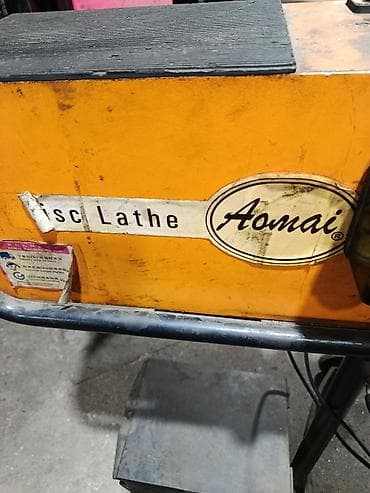 isc Lathe
Aomai
®